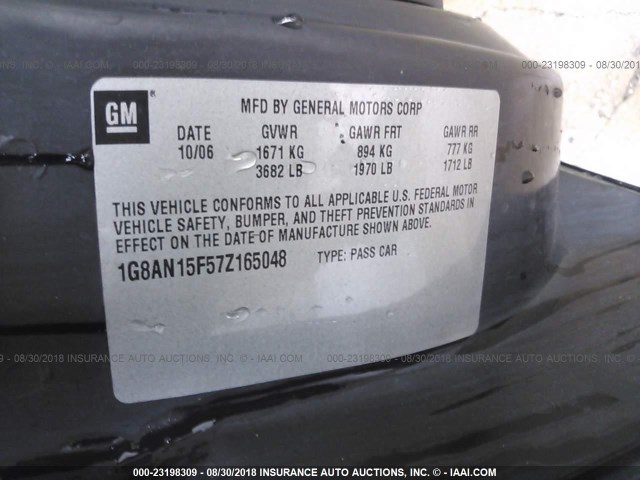 GM
MFD BY GENERAL MOTORS CORP
DATE GVWR GAWR FRT GAWR RR
10/06 1671 KG 894 KG 777 KG
3682 LB 1970 LB 1712 LB
THIS VEHICLE CONFORMS TO ALL APPLICABLE U.S. FEDERAL MOTOR
VEHICLE SAFETY, BUMPER, AND THEFT PREVENTION STANDARDS IN
EFFECT ON THE DATE OF MANUFACTURE SHOWN ABOVE.
1G8AN15F57Z165048 TYPE: PASS CAR
000-23198309 - 08/30/2018 INSURANCE AUTO AUCTIONS, INC. - © - IAAI.COM